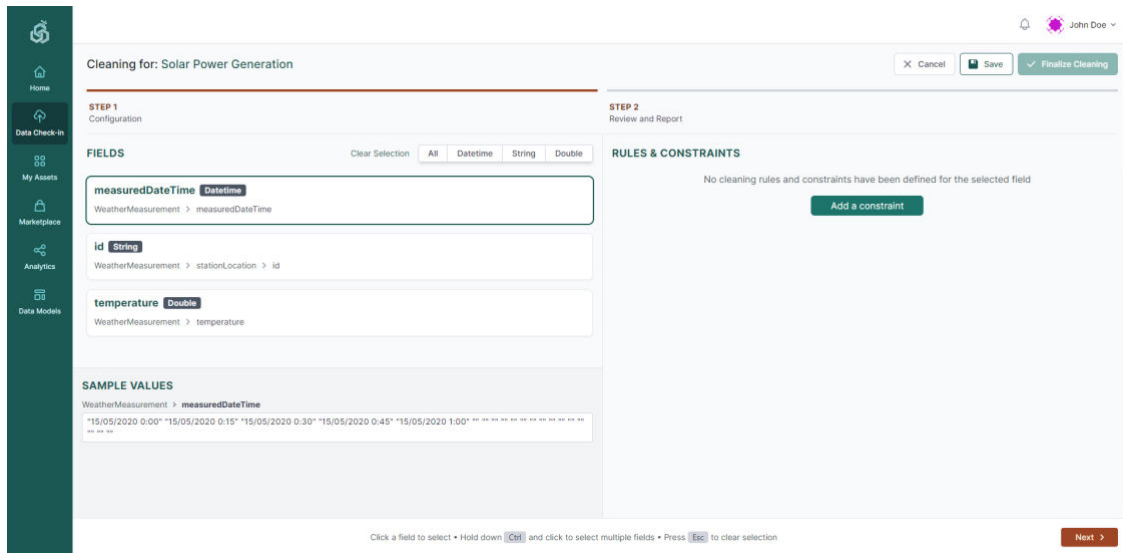 John Doe
Cleaning for: Solar Power Generation
Cancel
Save
Finalize Cleaning
Home
Data Check-in
My Assets
Marketplace
Analytics
Data Models
STEP 1
Configuration
STEP 2
Review and Report
FIELDS
Clear Selection All Datetime String Double
measuredDateTime Datetime
WeatherMeasurement > measuredDateTime
id String
WeatherMeasurement > stationLocation > id
temperature Double
WeatherMeasurement > temperature
RULES & CONSTRAINTS
No cleaning rules and constraints have been defined for the selected field
Add a constraint
SAMPLE VALUES
WeatherMeasurement > measuredDateTime
"15/05/2020 0:00" "15/05/2020 0:15" "15/05/2020 0:30" "15/05/2020 0:45" "15/05/2020 1:00" "" "" "" "" "" "" "" "" "" "" "" ""
"" "" ""
Click a field to select • Hold down Ctrl and click to select multiple fields • Press Esc to clear selection
Next >